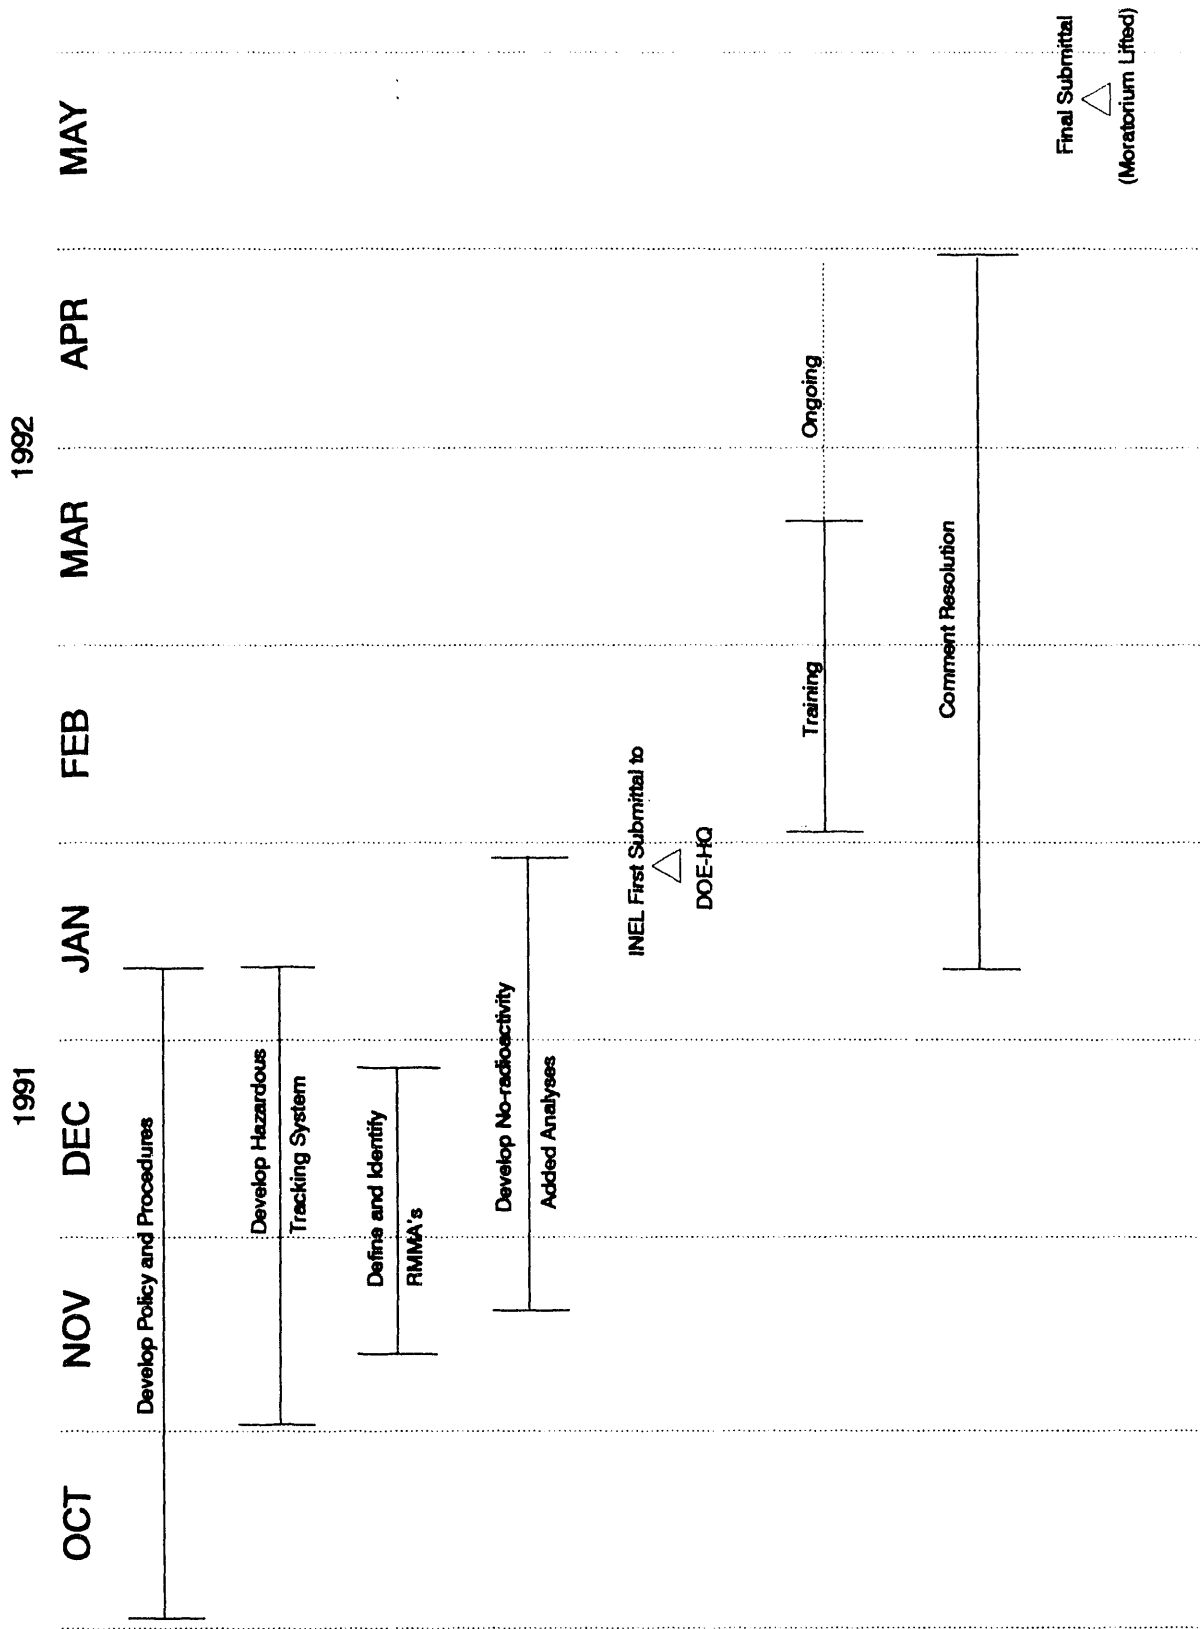 1991
1992
OCT
NOV
DEC
JAN
FEB
MAR
APR
MAY
Develop Policy and Procedures
Develop Hazardous
Tracking System
Define and Identify
RMMA's
Develop No-radioactivity
Added Analyses
INEL First Submittal to
DOE-HQ
Training
Ongoing
Comment Resolution
Final Submittal
(Moratorium Lifted)